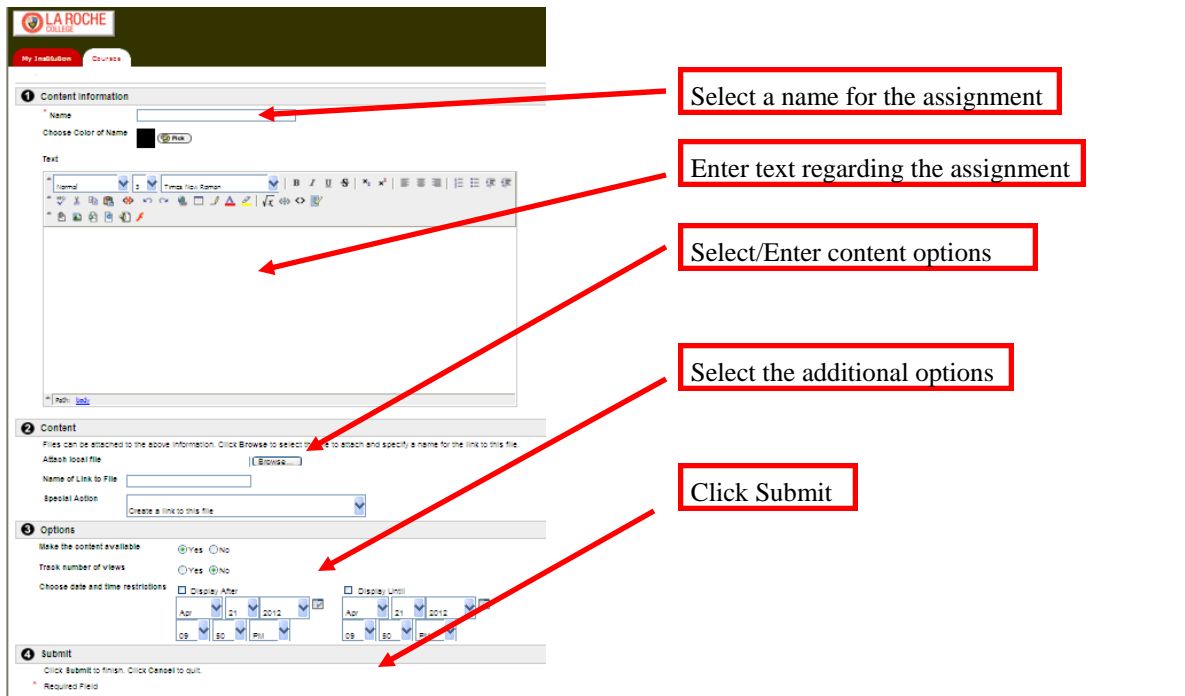 LA ROCHE
COLLEGE
My Institution
Courses
Select a name for the assignment
1 Content Information
* Name
Choose Color of Name
Pick
Enter text regarding the assignment
Text
Normal 3 Times New Roman B I U S
Select/Enter content options
Select the additional options
Path: body
2 Content
Files can be attached to the above information. Click Browse to select the to attach and specify a name for the link to this file.
Attach local file Browse...
Name of Link to File
Click Submit
Special Action
Create a link to this file
3 Options
Make the content available Yes No
Track number of views Yes No
Choose date and time restrictions Display After Display Until
Apr 21 2012 Apr 21 2012
09 50 PM 09 50 PM
4 Submit
Click Submit to finish. Click Cancel to quit.
* Required Field